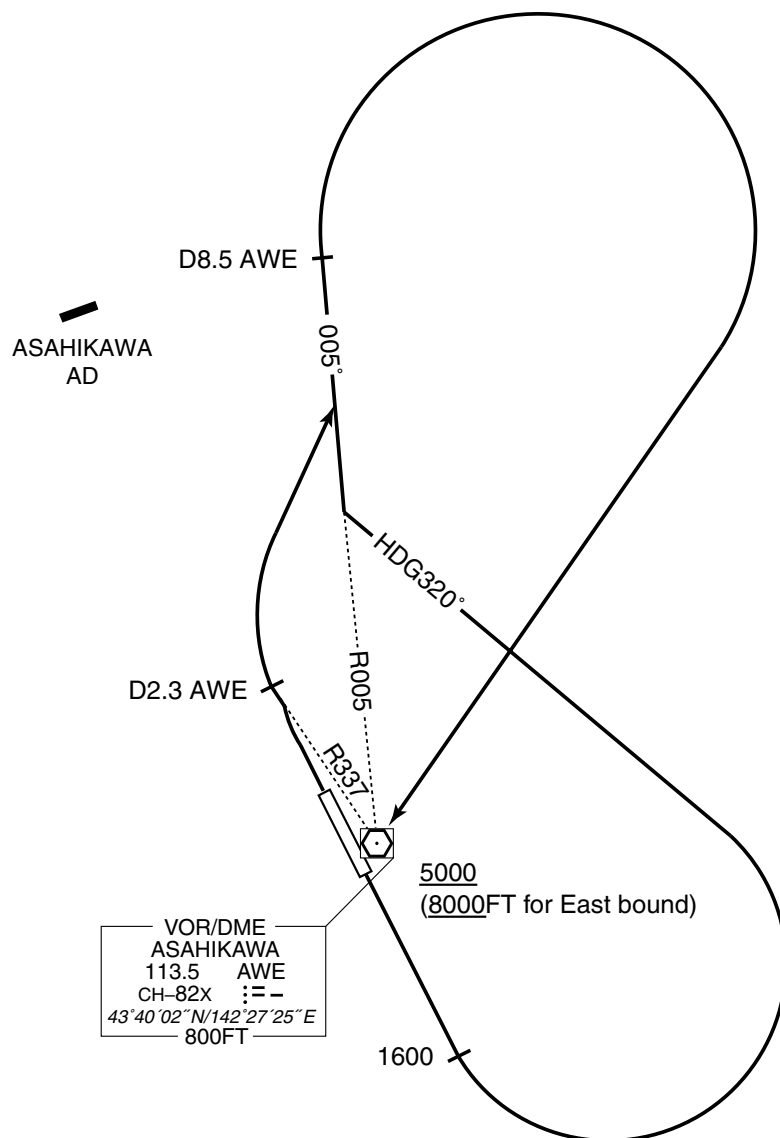 D8.5 AWE
ASAHIKAWA
AD
005°
HDG320°
R005
D2.3 AWE
R337
5000
(8000FT for East bound)
VOR/DME
ASAHIKAWA
113.5 AWE
CH–82X
43°40´02˝N/142°27´25˝E
800FT
1600